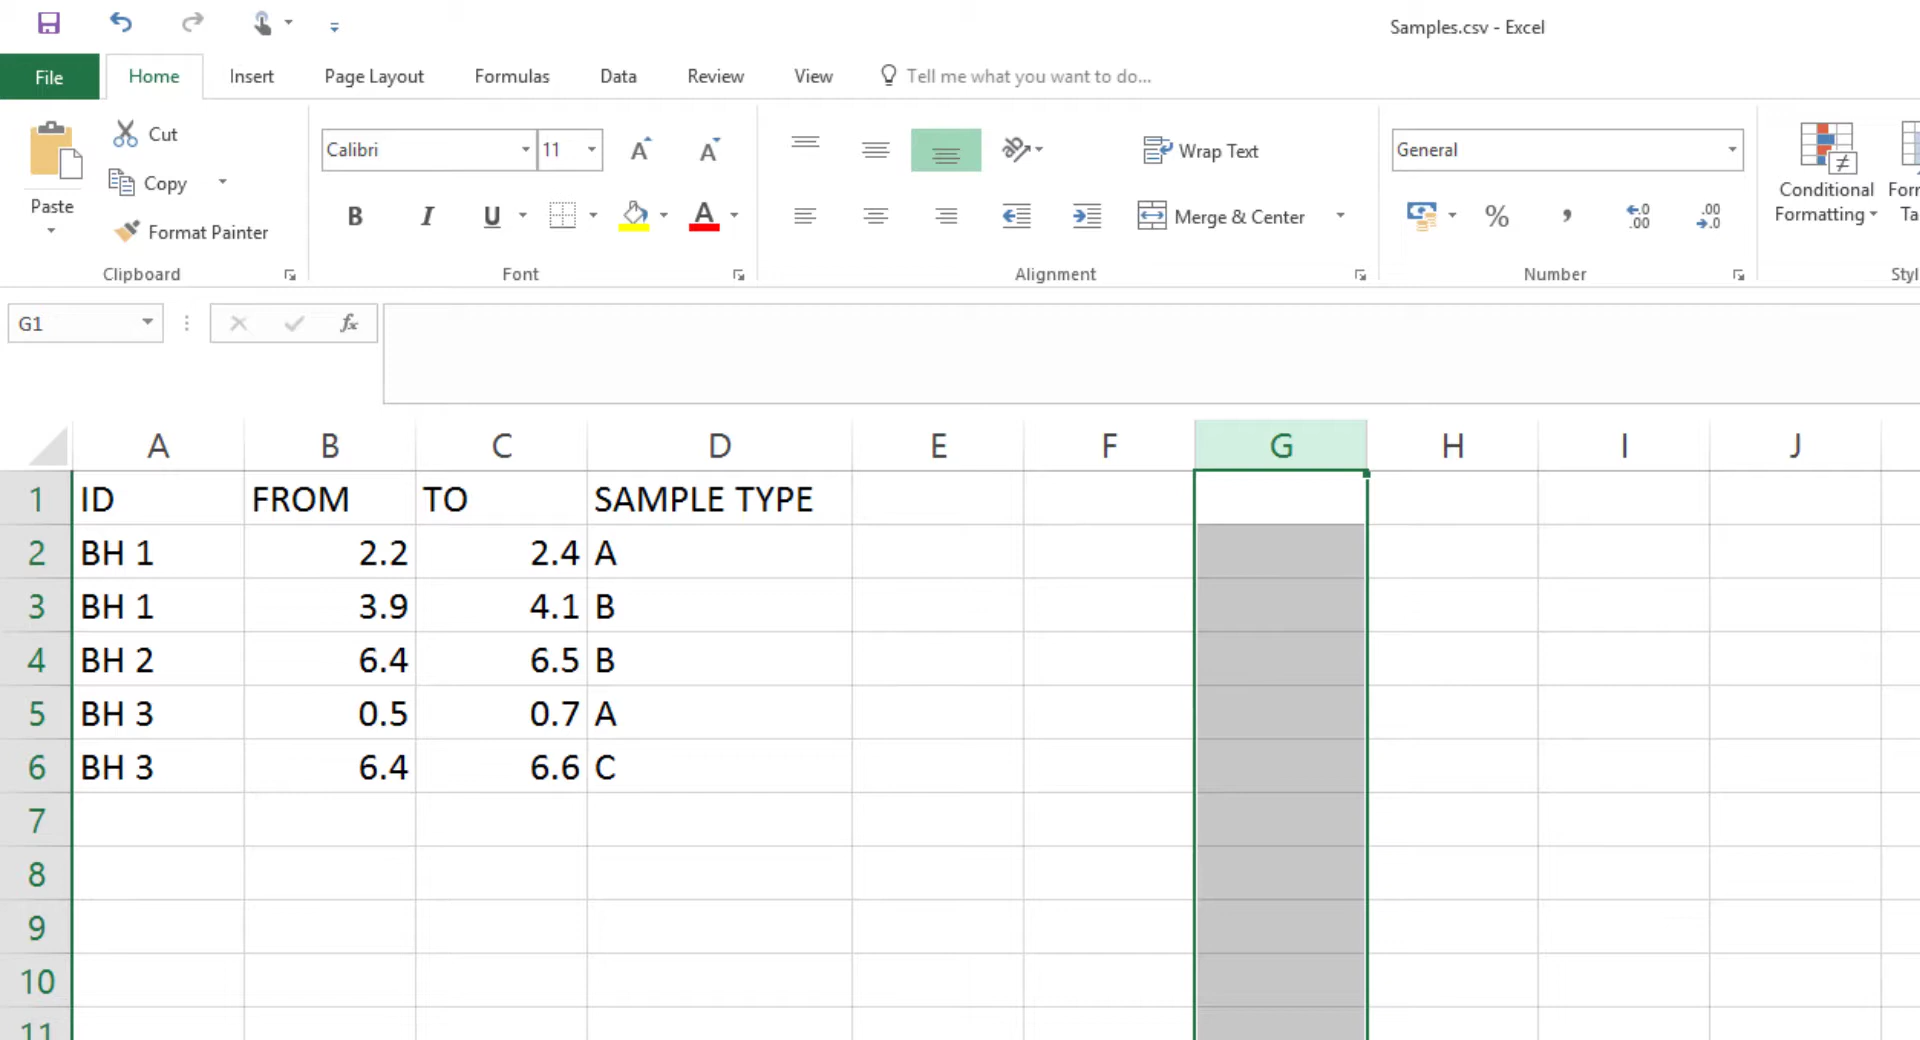 Samples.csv - Excel
File Home Insert Page Layout Formulas Data Review View Tell me what you want to do...
Paste
Cut
Copy
Format Painter
Clipboard
Calibri 11
B I U
Font
Wrap Text
Merge & Center
Alignment
General
% ,
Number
Conditional
Formatting
G1
fx
A B C D E F G H I J
1 ID FROM TO SAMPLE TYPE
2 BH 1 2.2 2.4 A
3 BH 1 3.9 4.1 B
4 BH 2 6.4 6.5 B
5 BH 3 0.5 0.7 A
6 BH 3 6.4 6.6 C
7
8
9
10
11